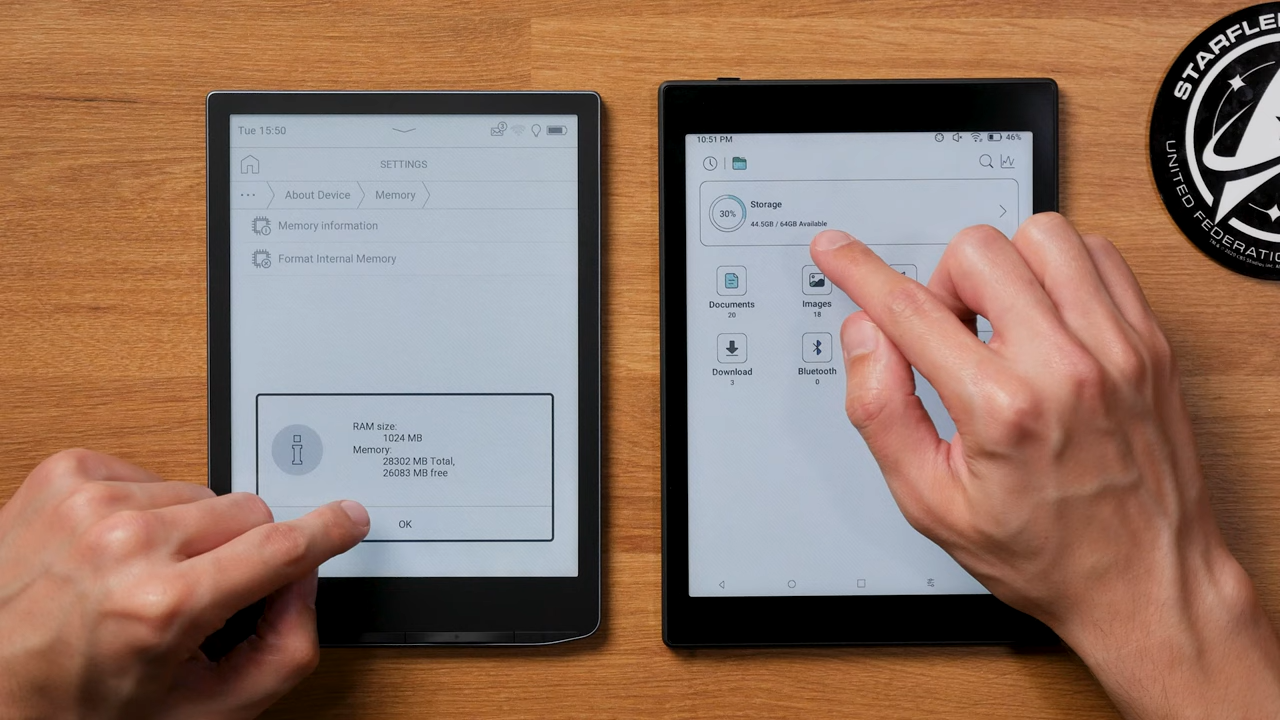 Tue 15:50
3
SETTINGS
... About Device Memory
Memory information
Format Internal Memory
RAM size:
1024 MB
Memory:
28302 MB Total,
26083 MB free
OK
10:51 PM
46%
30%
Storage
44.5GB / 64GB Available
Documents
20
Images
18
Download
3
Bluetooth
0
UNITED FEDERATIO